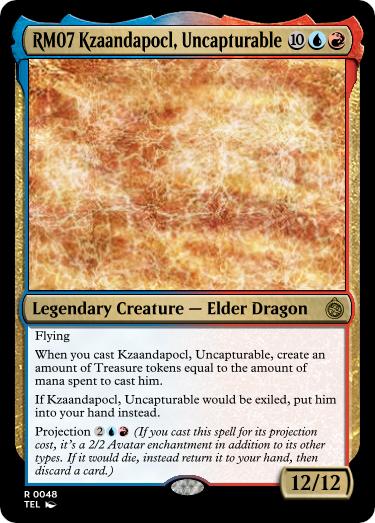 RM07 Kzaandapocl, Uncapturable 10
Legendary Creature — Elder Dragon
Flying
When you cast Kzaandapocl, Uncapturable, create an
amount of Treasure tokens equal to the amount of
mana spent to cast him.
If Kzaandapocl, Uncapturable would be exiled, put him
into your hand instead.
Projection 2 (If you cast this spell for its projection
cost, it's a 2/2 Avatar enchantment in addition to its other
types. If it would die, instead return it to your hand, then
discard a card.)
12/12
R 0048
TEL